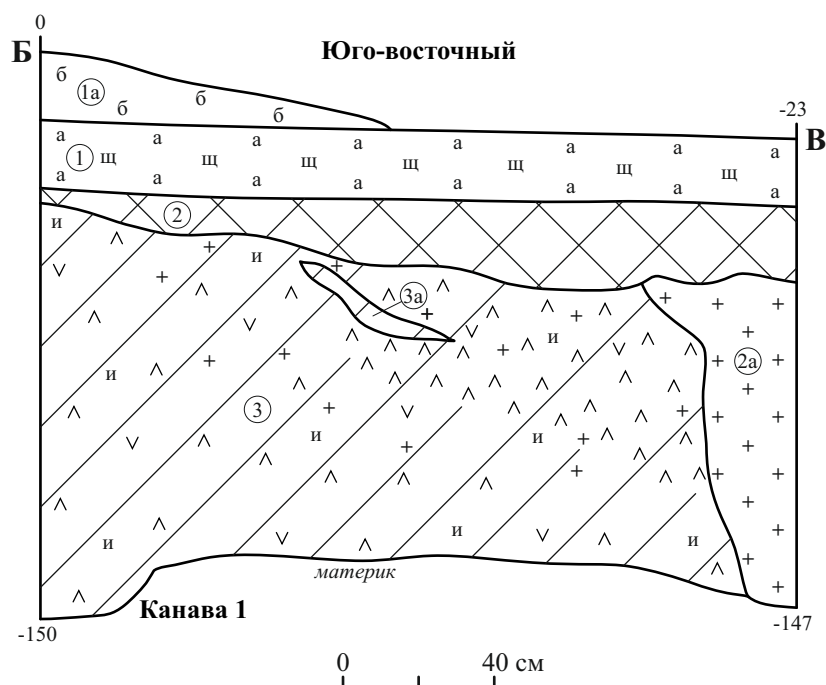 0
Б
Юго-восточный
б
1а
б
б
б
-23
В
а
а
а
а
а
а
а
1
щ
щ
щ
щ
щ
щ
щ
а
а
а
а
а
а
а
2
и
и
3а
и
2а
и
3
и
и
и
и
и
материк
Канава 1
-150
-147
0
40 см